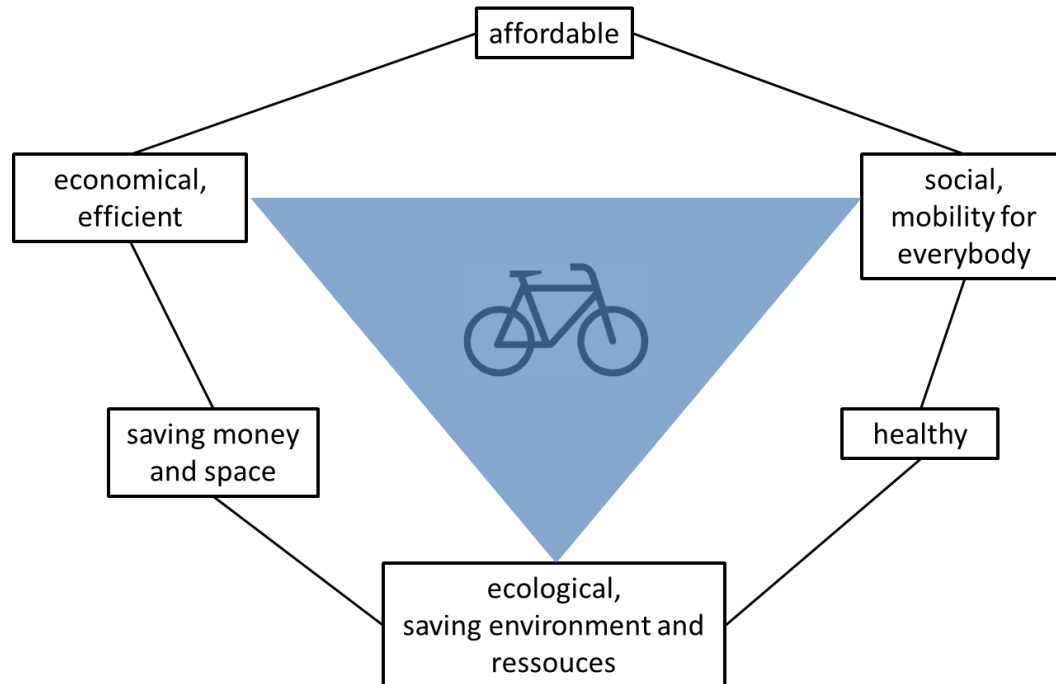 affordable
economical,
efficient
social,
mobility for
everybody
saving money
and space
healthy
ecological,
saving environment and
ressouces